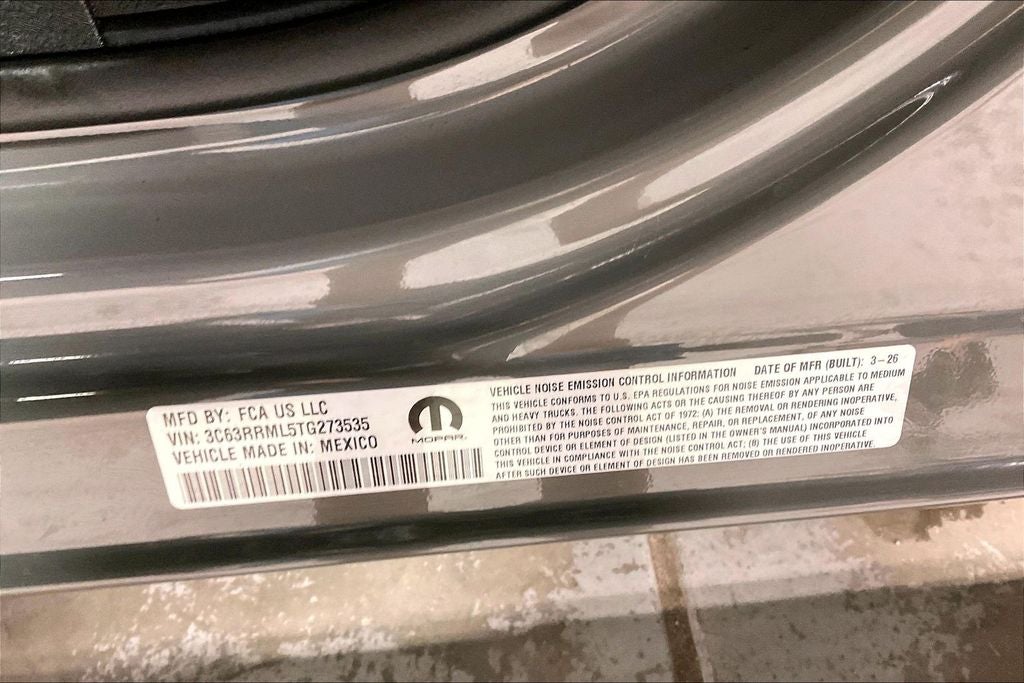 MFD BY: FCA US LLC
VIN: 3C63RRML5TG273535
VEHICLE MADE IN: MEXICO
MOPAR
VEHICLE NOISE EMISSION CONTROL INFORMATION DATE OF MFR (BUILT): 3-26
THIS VEHICLE CONFORMS TO U.S. EPA REGULATIONS FOR NOISE EMISSION APPLICABLE TO MEDIUM
AND HEAVY TRUCKS. THE FOLLOWING ACTS OR THE CAUSING THEREOF BY ANY PERSON ARE
PROHIBITED BY THE NOISE CONTROL ACT OF 1972: (A) THE REMOVAL OR RENDERING INOPERATIVE,
OTHER THAN FOR PURPOSES OF MAINTENANCE, REPAIR, OR REPLACEMENT, OF ANY NOISE
CONTROL DEVICE OR ELEMENT OF DESIGN (LISTED IN THE OWNER'S MANUAL) INCORPORATED INTO
THIS VEHICLE IN COMPLIANCE WITH THE NOISE CONTROL ACT; (B) THE USE OF THIS VEHICLE
AFTER SUCH DEVICE OR ELEMENT OF DESIGN HAS BEEN REMOVED OR RENDERED INOPERATIVE.